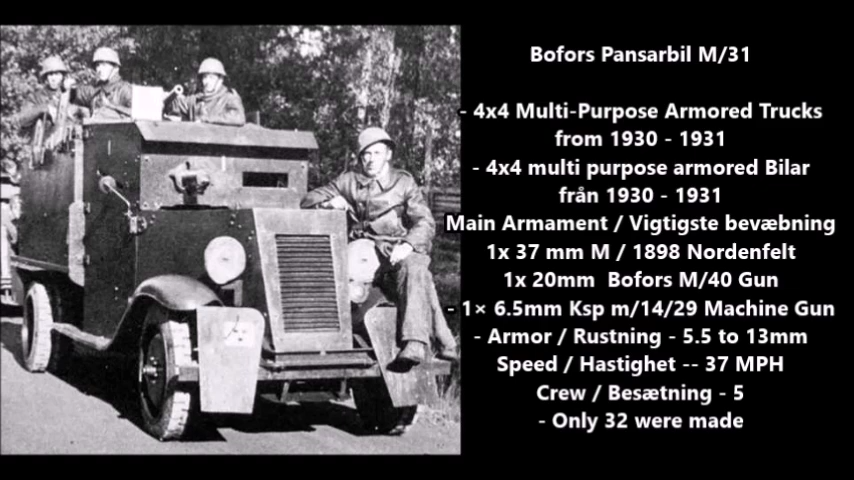 Bofors Pansarbil M/31
- 4x4 Multi-Purpose Armored Trucks
from 1930 - 1931
- 4x4 multi purpose armored Bilar
från 1930 - 1931
Main Armament / Vigtigste bevæbning
1x 37 mm M / 1898 Nordenfelt
1x 20mm  Bofors M/40 Gun
- 1× 6.5mm Ksp m/14/29 Machine Gun
- Armor / Rustning - 5.5 to 13mm
Speed / Hastighet -- 37 MPH
Crew / Besætning - 5
- Only 32 were made